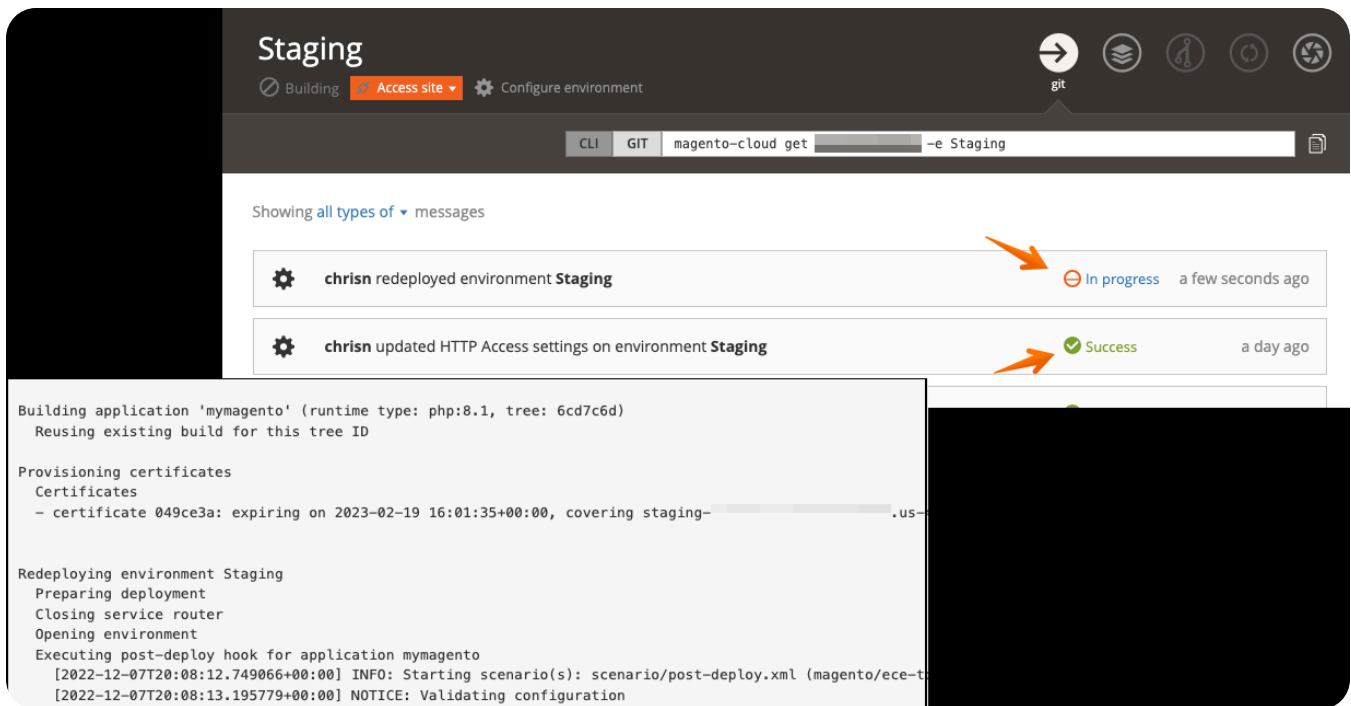 Staging
Building Access site Configure environment
git
CLI GIT magento-cloud get -e Staging
Showing all types of messages
chrisn redeployed environment Staging In progress a few seconds ago
chrisn updated HTTP Access settings on environment Staging Success a day ago
Building application 'mymagento' (runtime type: php:8.1, tree: 6cd7c6d)
Reusing existing build for this tree ID
Provisioning certificates
Certificates
- certificate 049ce3a: expiring on 2023-02-19 16:01:35+00:00, covering staging- .us-
Redeploying environment Staging
Preparing deployment
Closing service router
Opening environment
Executing post-deploy hook for application mymagento
[2022-12-07T20:08:12.749066+00:00] INFO: Starting scenario(s): scenario/post-deploy.xml (magento/ece-t
[2022-12-07T20:08:13.195779+00:00] NOTICE: Validating configuration